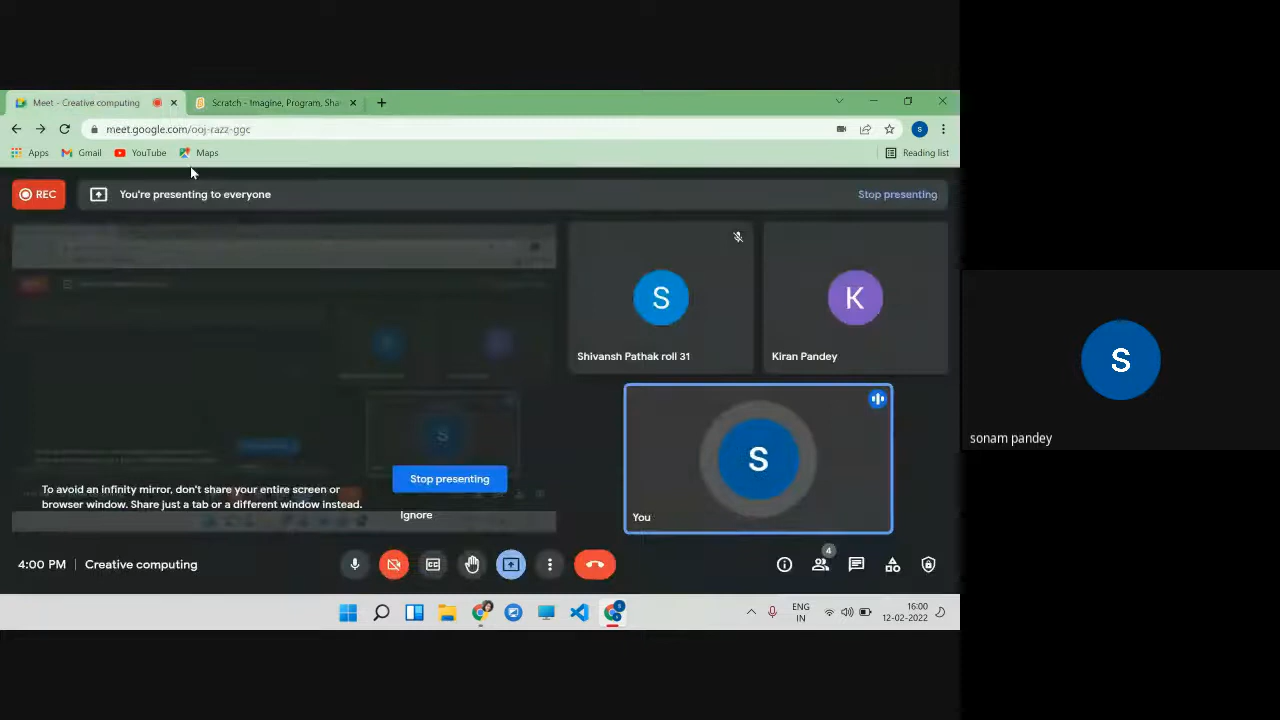 Meet - Creative computing
Scratch - Imagine, Program, Sha
meet.google.com/ooj-razz-ggc
S
Apps
Gmail
YouTube
Maps
Reading list
REC
You're presenting to everyone
Stop presenting
S
Shivansh Pathak roll 31
K
Kiran Pandey
S
You
To avoid an infinity mirror, don't share your entire screen or
browser window. Share just a tab or a different window instead.
Stop presenting
Ignore
S
sonam pandey
4:00 PM
Creative computing
4
ENG
IN
16:00
12-02-2022